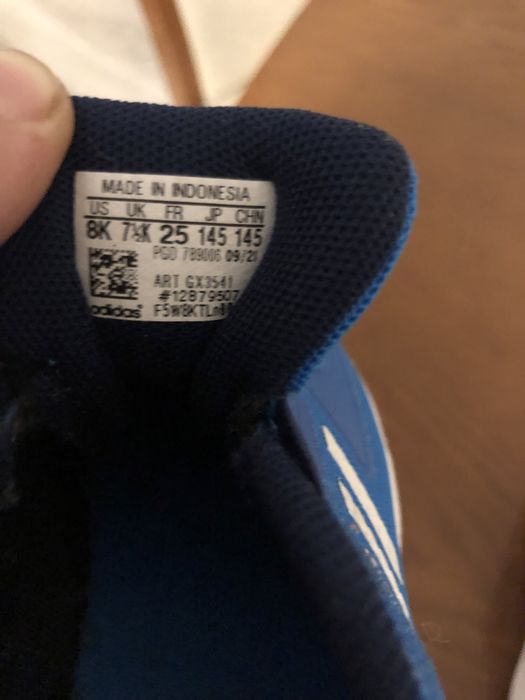 MADE IN INDONESIA
US UK FR JP CHN
8K 7½K 25 145 145
PGD 789006 09/21
ART GX3541
#12879507
adidas